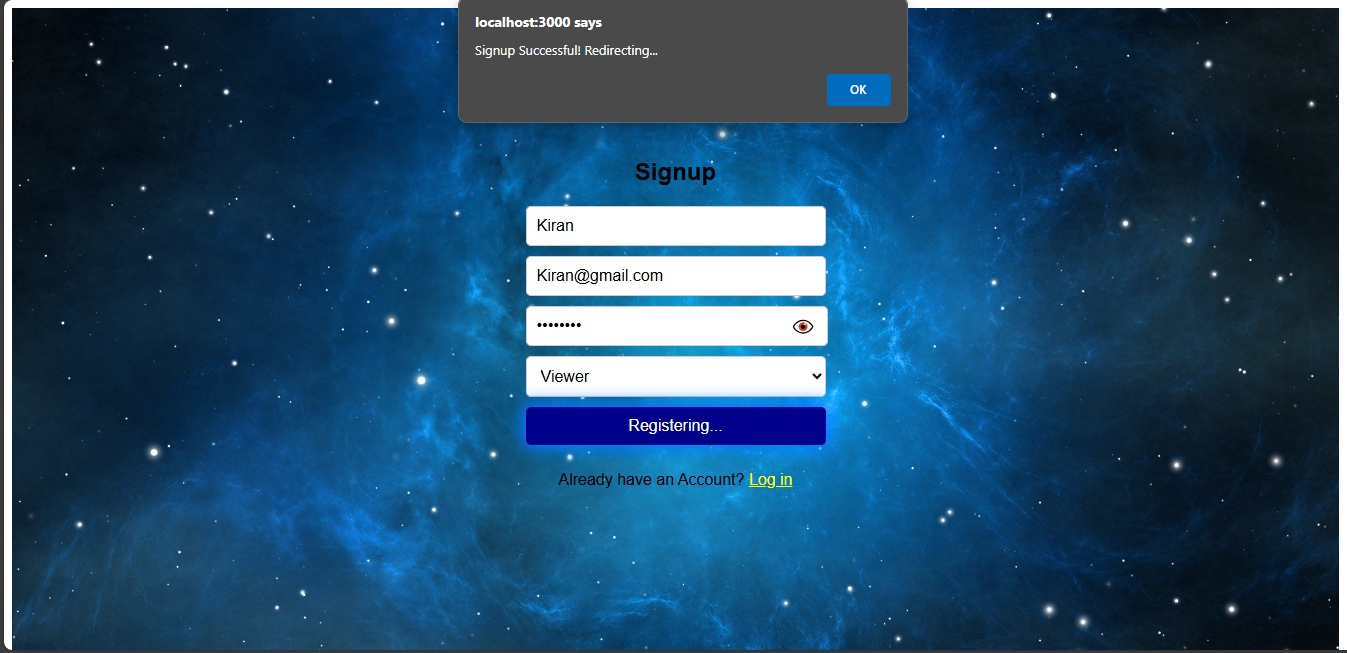 localhost:3000 says
Signup Successful! Redirecting...
OK
Signup
Kiran
Kiran@gmail.com
••••••••
Viewer
Registering...
Already have an Account? Log in